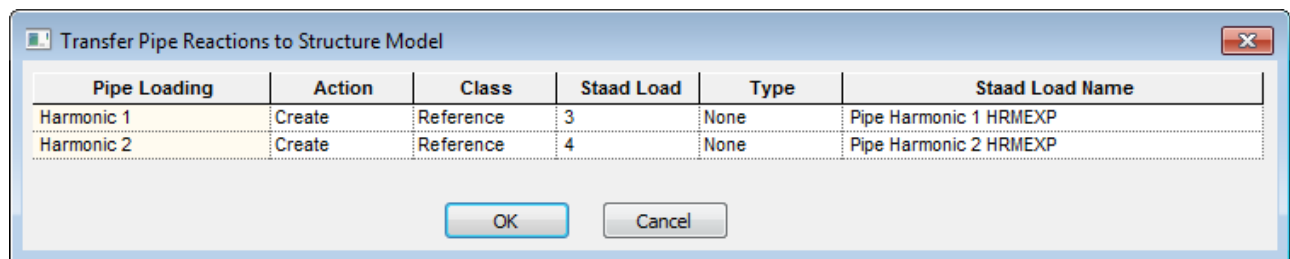 Transfer Pipe Reactions to Structure Model
Pipe Loading Action Class Staad Load Type Staad Load Name
Harmonic 1 Create Reference 3 None Pipe Harmonic 1 HRMEXP
Harmonic 2 Create Reference 4 None Pipe Harmonic 2 HRMEXP
OK Cancel